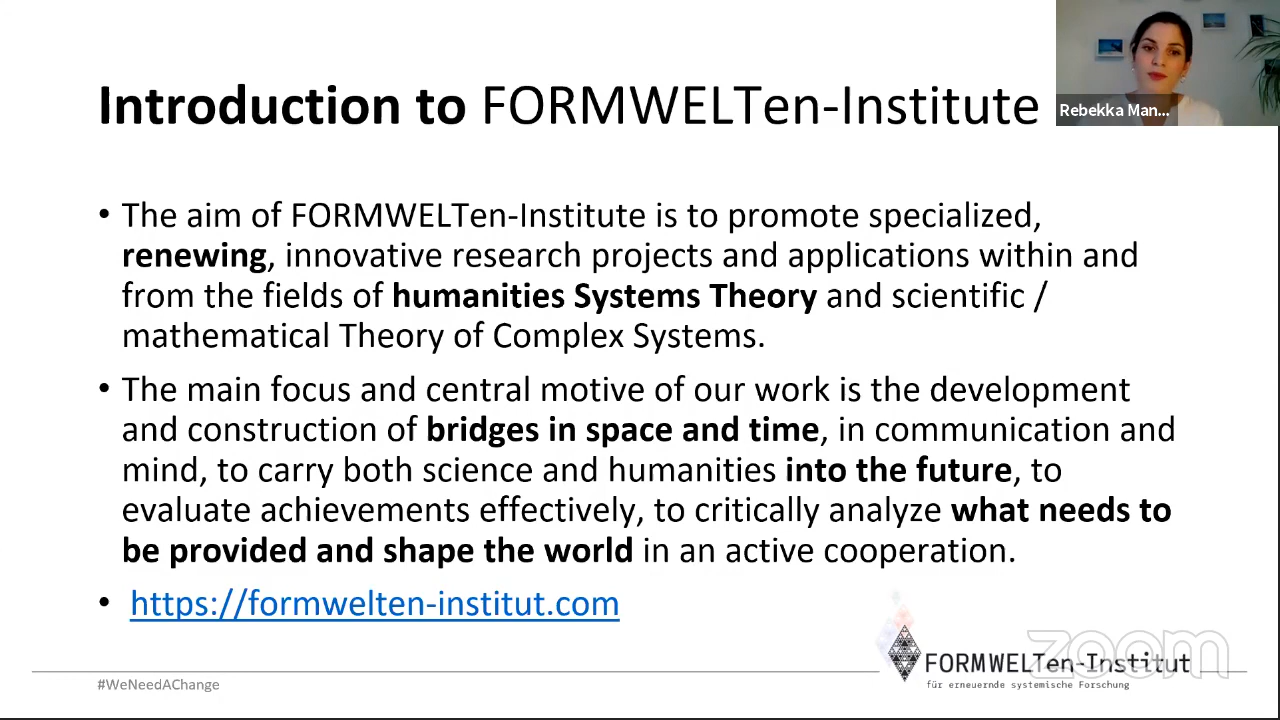 Introduction to FORMWELTen-Institute
Rebekka Man...
• The aim of FORMWELTen-Institute is to promote specialized,
renewing, innovative research projects and applications within and
from the fields of humanities Systems Theory and scientific /
mathematical Theory of Complex Systems.
• The main focus and central motive of our work is the development
and construction of bridges in space and time, in communication and
mind, to carry both science and humanities into the future, to
evaluate achievements effectively, to critically analyze what needs to
be provided and shape the world in an active cooperation.
• https://formwelten-institut.com
zoom
FORMWELTen-Institut
für erneuernde systemische Forschung
#WeNeedAChange